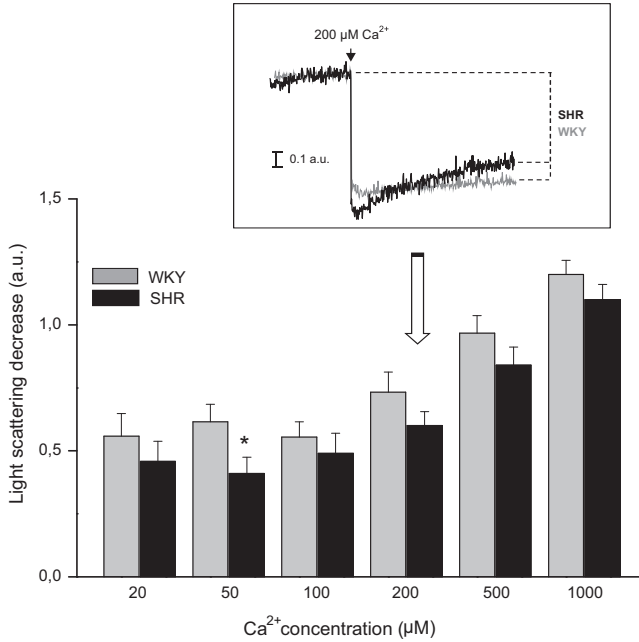 200 µM Ca²⁺
SHR
WKY
0.1 a.u.
1,5
1,0
0,5
0,0
Light scattering decrease (a.u.)
WKY
SHR
*
20 50 100 200 500 1000
Ca²⁺concentration (µM)